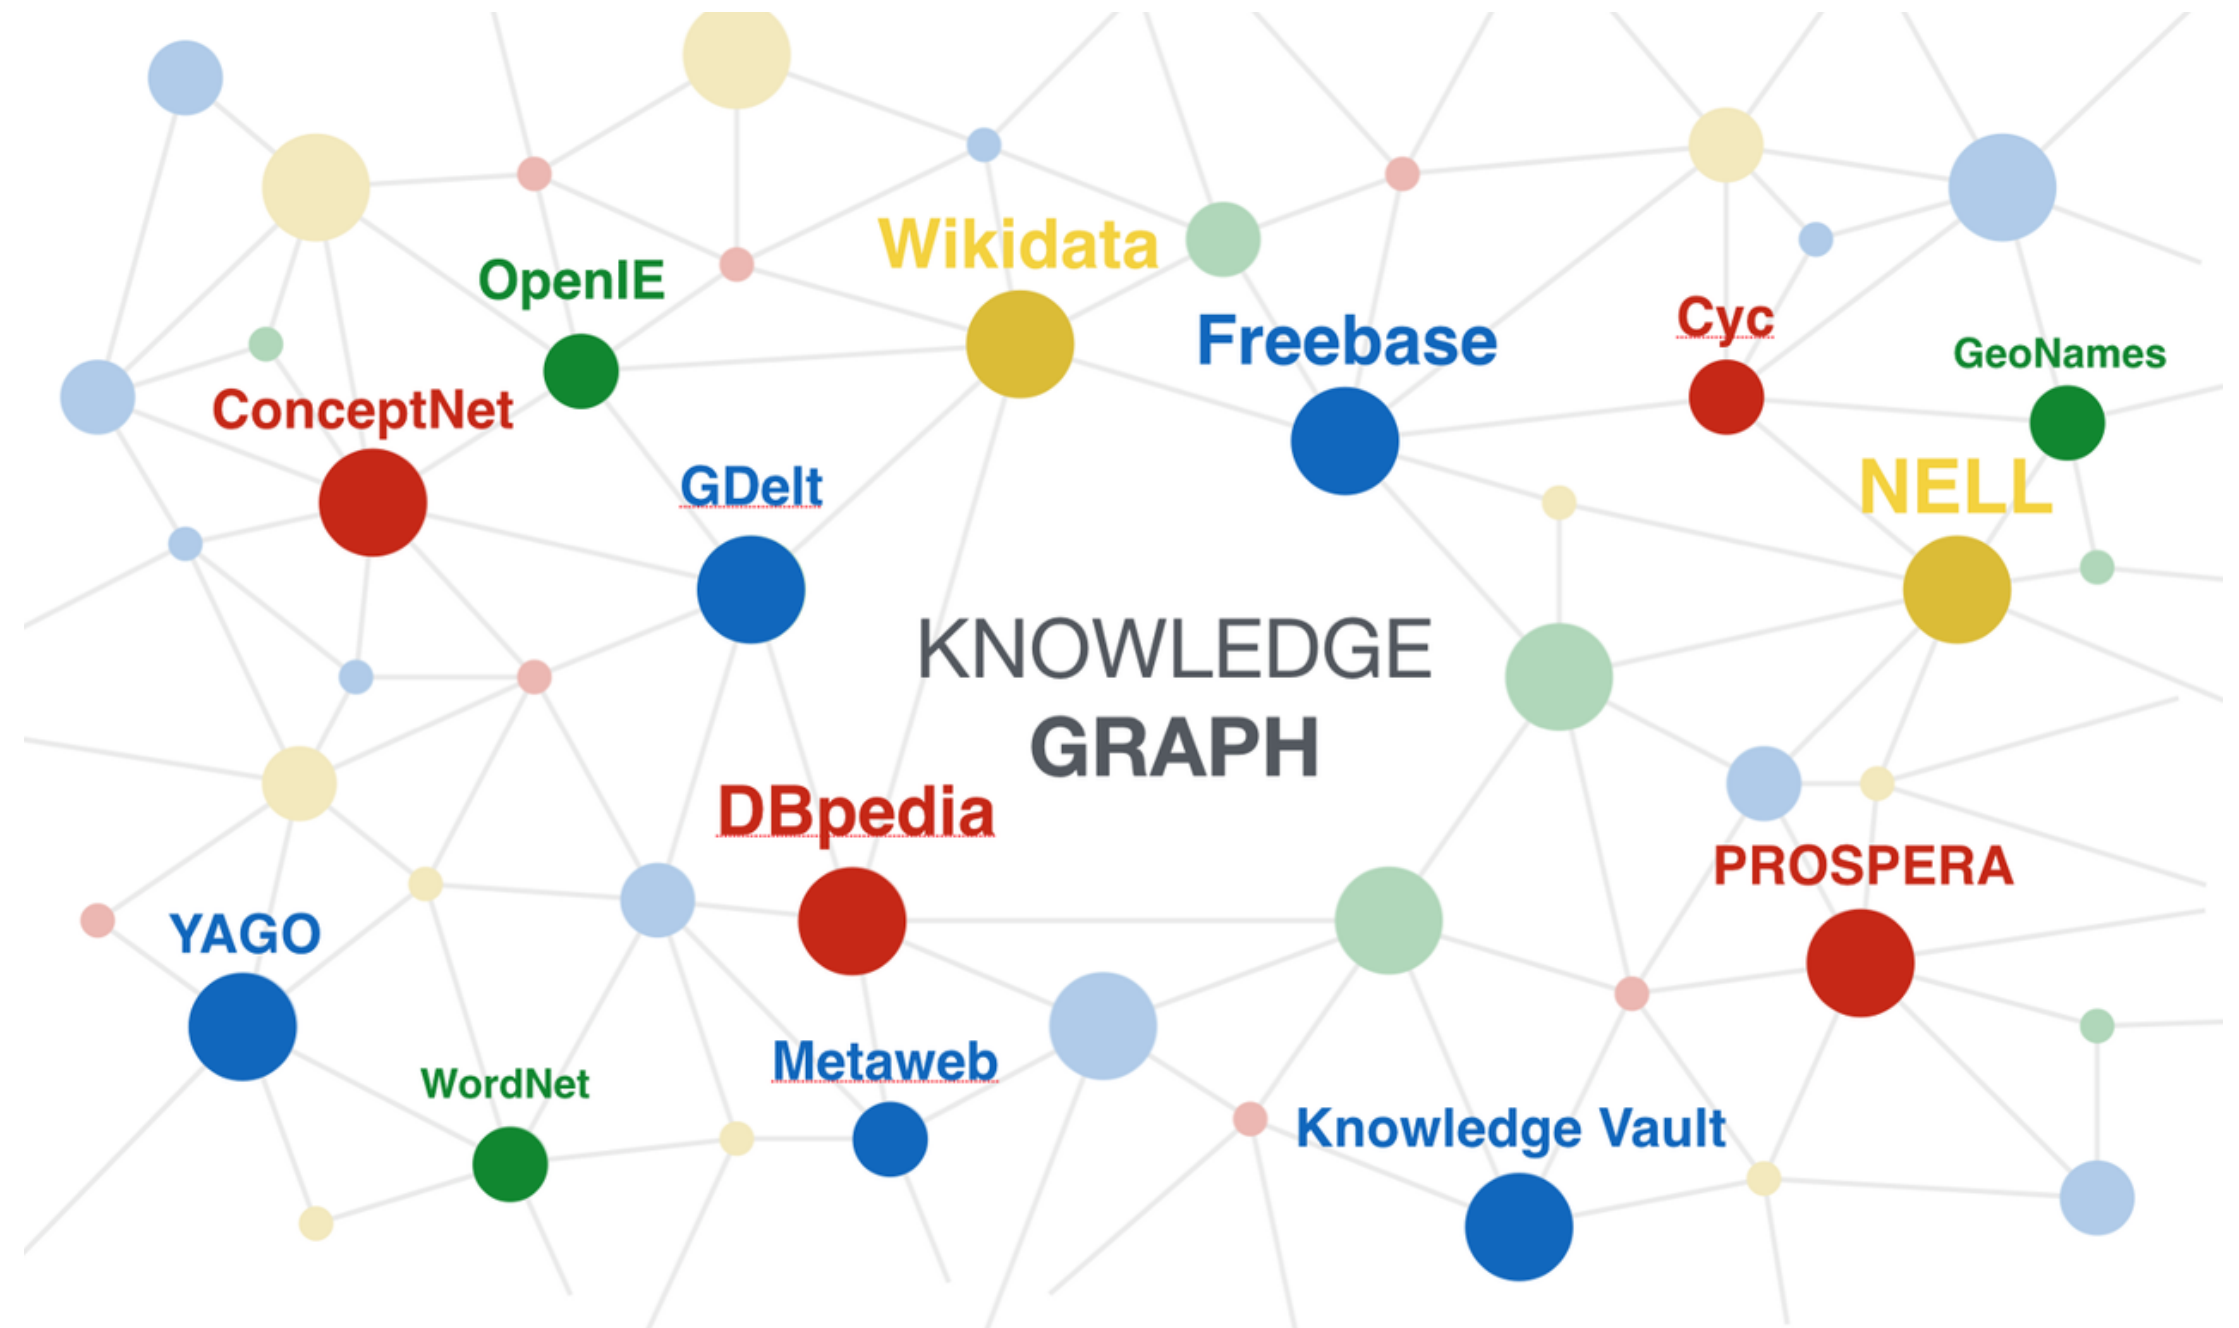 Wikidata
OpenIE
Freebase
Cyc
GeoNames
ConceptNet
GDelt
NELL
KNOWLEDGE
GRAPH
DBpedia
PROSPERA
YAGO
Metaweb
WordNet
Knowledge Vault